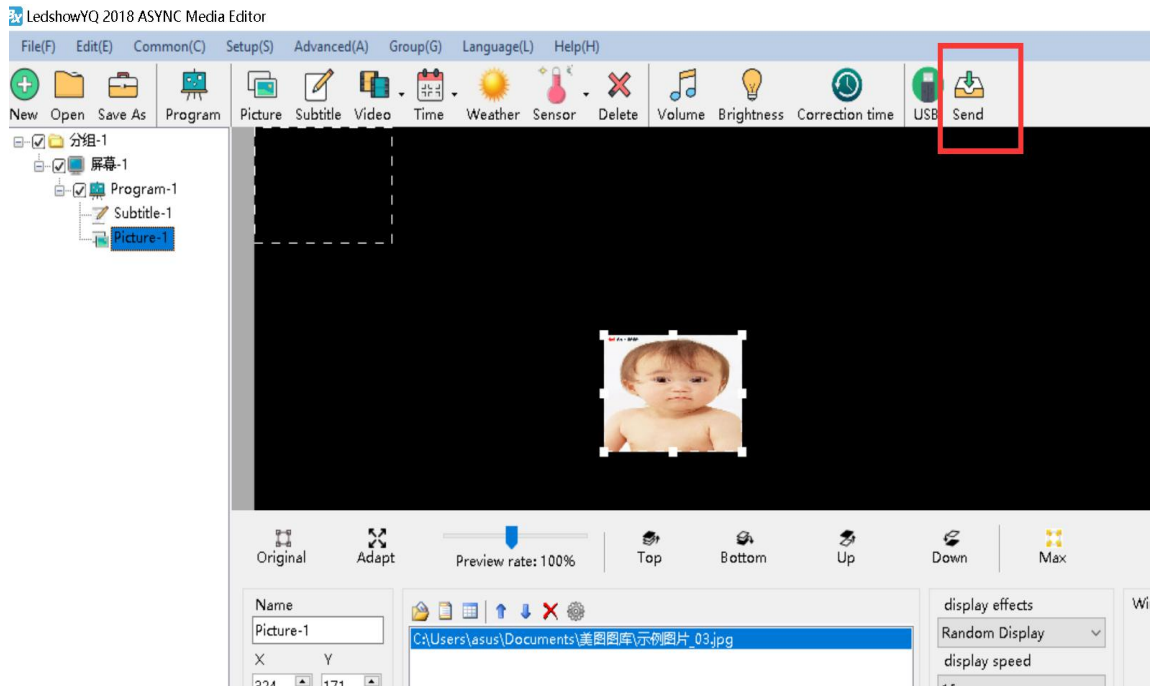 LedshowYQ 2018 ASYNC Media Editor
File(F) Edit(E) Common(C) Setup(S) Advanced(A) Group(G) Language(L) Help(H)
New Open Save As Program Picture Subtitle Video Time Weather Sensor Delete Volume Brightness Correction time USB Send
分组-1
屏幕-1
Program-1
Subtitle-1
Picture-1
Original Adapt Preview rate: 100% Top Bottom Up Down Max
Name
Picture-1
X Y
C:\Users\asus\Documents\美图图库\示例图片_03.jpg
display effects
Random Display
display speed